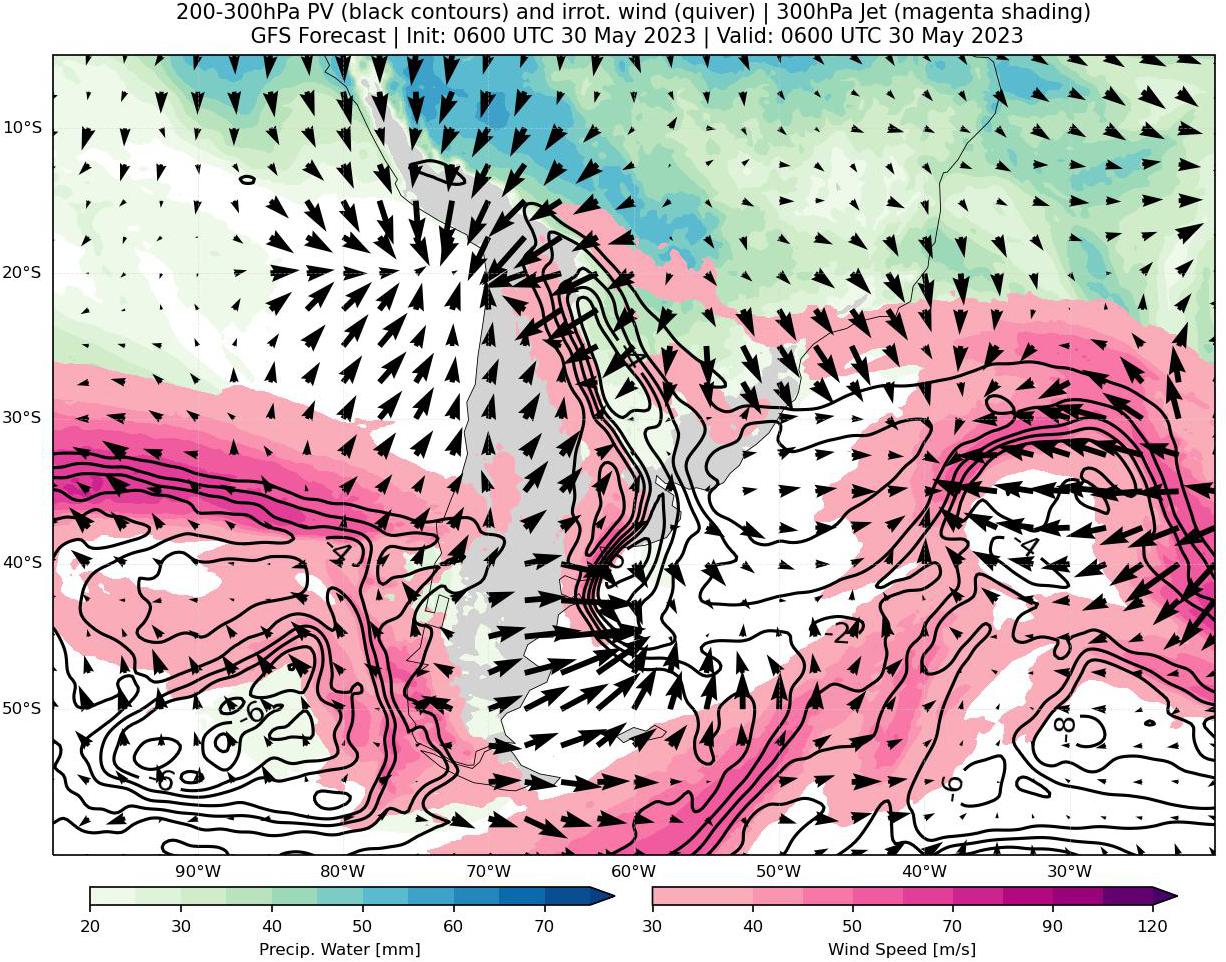 200-300hPa PV (black contours) and irrot. wind (quiver) | 300hPa Jet (magenta shading)
GFS Forecast | Init: 0600 UTC 30 May 2023 | Valid: 0600 UTC 30 May 2023
10°S
20°S
30°S
-4
-4
40°S
-2
-6
50°S
-8
-6
-6
90°W 80°W 70°W 60°W 50°W 40°W 30°W
20 30 40 50 60 70
30 40 50 60 70 80 90 120
Precip. Water [mm]
Wind Speed [m/s]